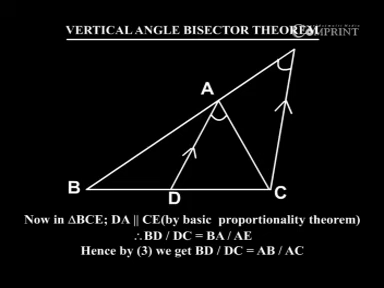 VERTICAL ANGLE BISECTOR THEOREM
COMPRINT
A
B
D
C
Now in ΔBCE; DA || CE(by basic proportionality theorem)
∴BD / DC = BA / AE
Hence by (3) we get BD / DC = AB / AC